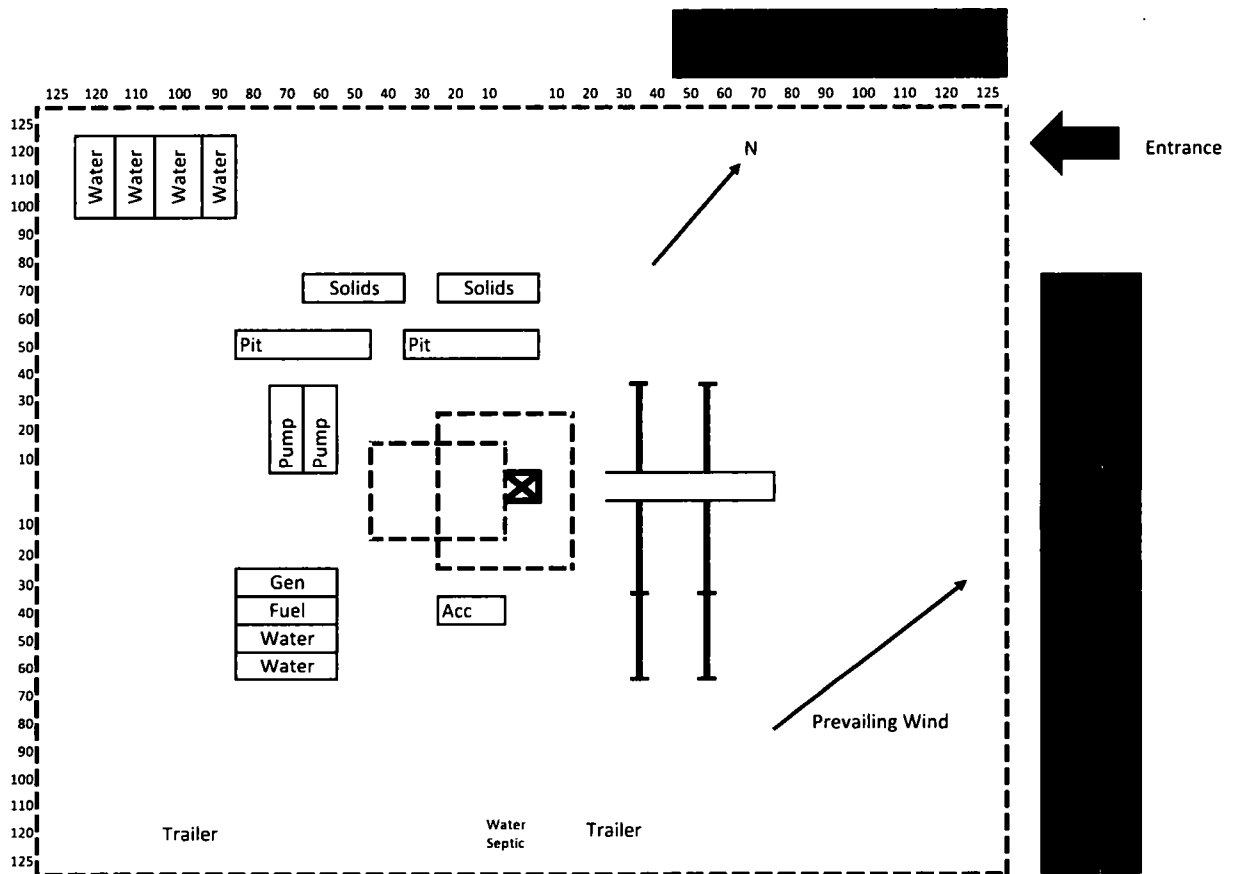 125 120 110 100 90 80 70 60 50 40 30 20 10 10 20 30 40 50 60 70 80 90 100 110 120 125
125
120
110
100
90
80
70
60
50
40
30
20
10
10
20
30
40
50
60
70
80
90
100
110
120
125
Entrance
N
Water Water Water Water
Solids Solids
Pit Pit
Pump Pump
Gen
Fuel
Water
Water
Acc
Prevailing Wind
Trailer
Water
Septic
Trailer